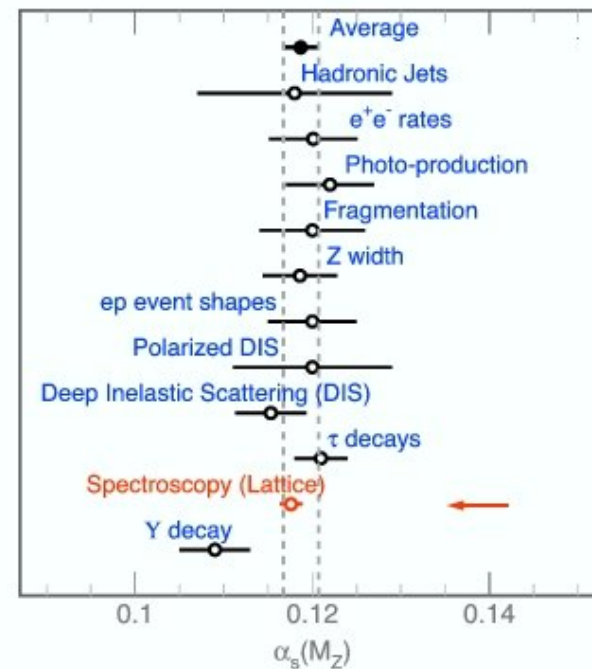 Average
Hadronic Jets
e⁺e⁻ rates
Photo-production
Fragmentation
Z width
ep event shapes
Polarized DIS
Deep Inelastic Scattering (DIS)
τ decays
Spectroscopy (Lattice)
Υ decay
0.1 0.12 0.14
αₛ(M_Z)